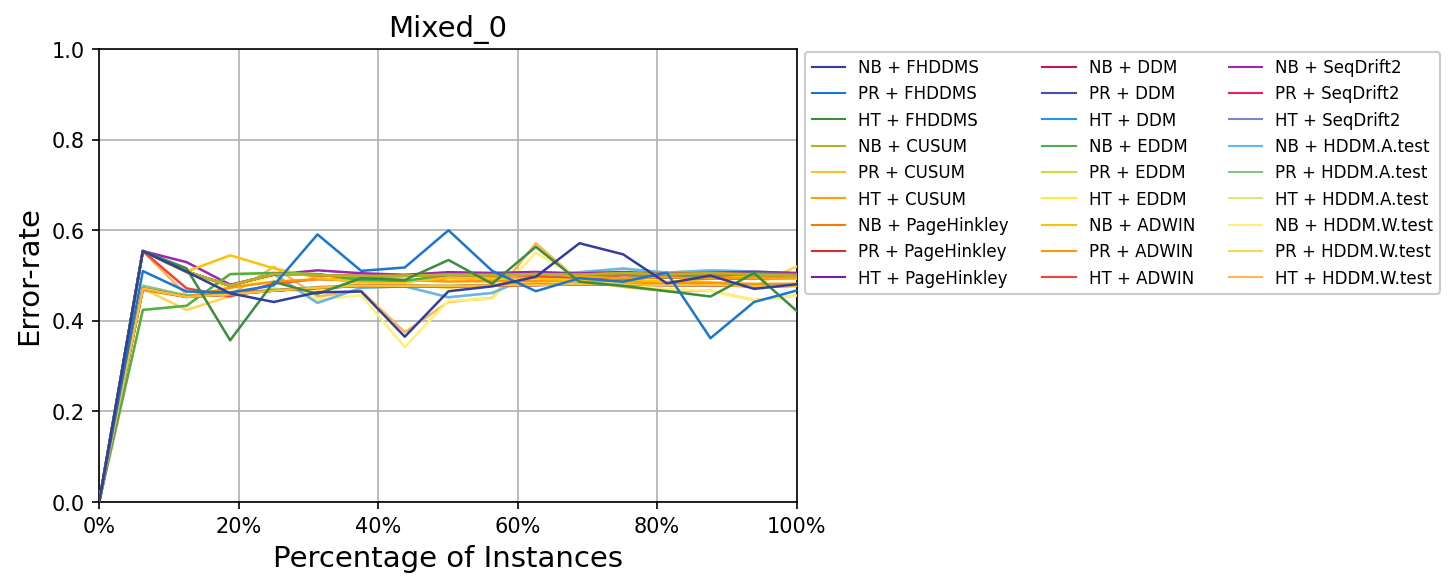 Mixed_0
1.0
0.8
0.6
0.4
0.2
0.0
Error-rate
0% 20% 40% 60% 80% 100%
Percentage of Instances
NB + FHDDMS
PR + FHDDMS
HT + FHDDMS
NB + CUSUM
PR + CUSUM
HT + CUSUM
NB + PageHinkley
PR + PageHinkley
HT + PageHinkley
NB + DDM
PR + DDM
HT + DDM
NB + EDDM
PR + EDDM
HT + EDDM
NB + ADWIN
PR + ADWIN
HT + ADWIN
NB + SeqDrift2
PR + SeqDrift2
HT + SeqDrift2
NB + HDDM.A.test
PR + HDDM.A.test
HT + HDDM.A.test
NB + HDDM.W.test
PR + HDDM.W.test
HT + HDDM.W.test